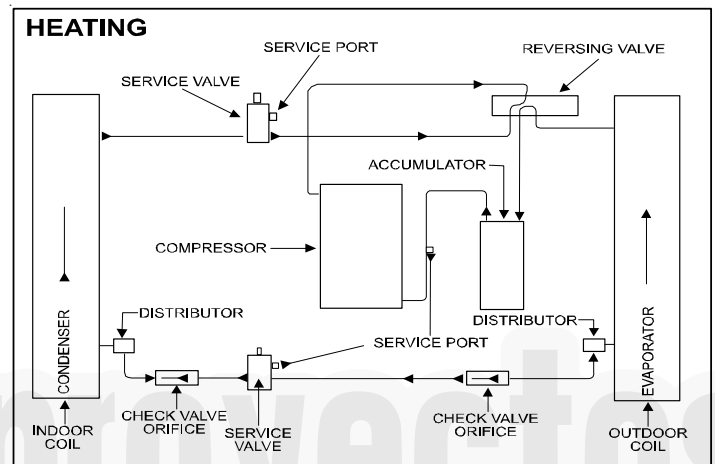 HEATING
SERVICE PORT
REVERSING VALVE
SERVICE VALVE
ACCUMULATOR
COMPRESSOR
CONDENSER
EVAPORATOR
DISTRIBUTOR
DISTRIBUTOR
SERVICE PORT
INDOOR
COIL
CHECK VALVE
ORIFICE
SERVICE
VALVE
CHECK VALVE
ORIFICE
OUTDOOR
COIL
proyectos